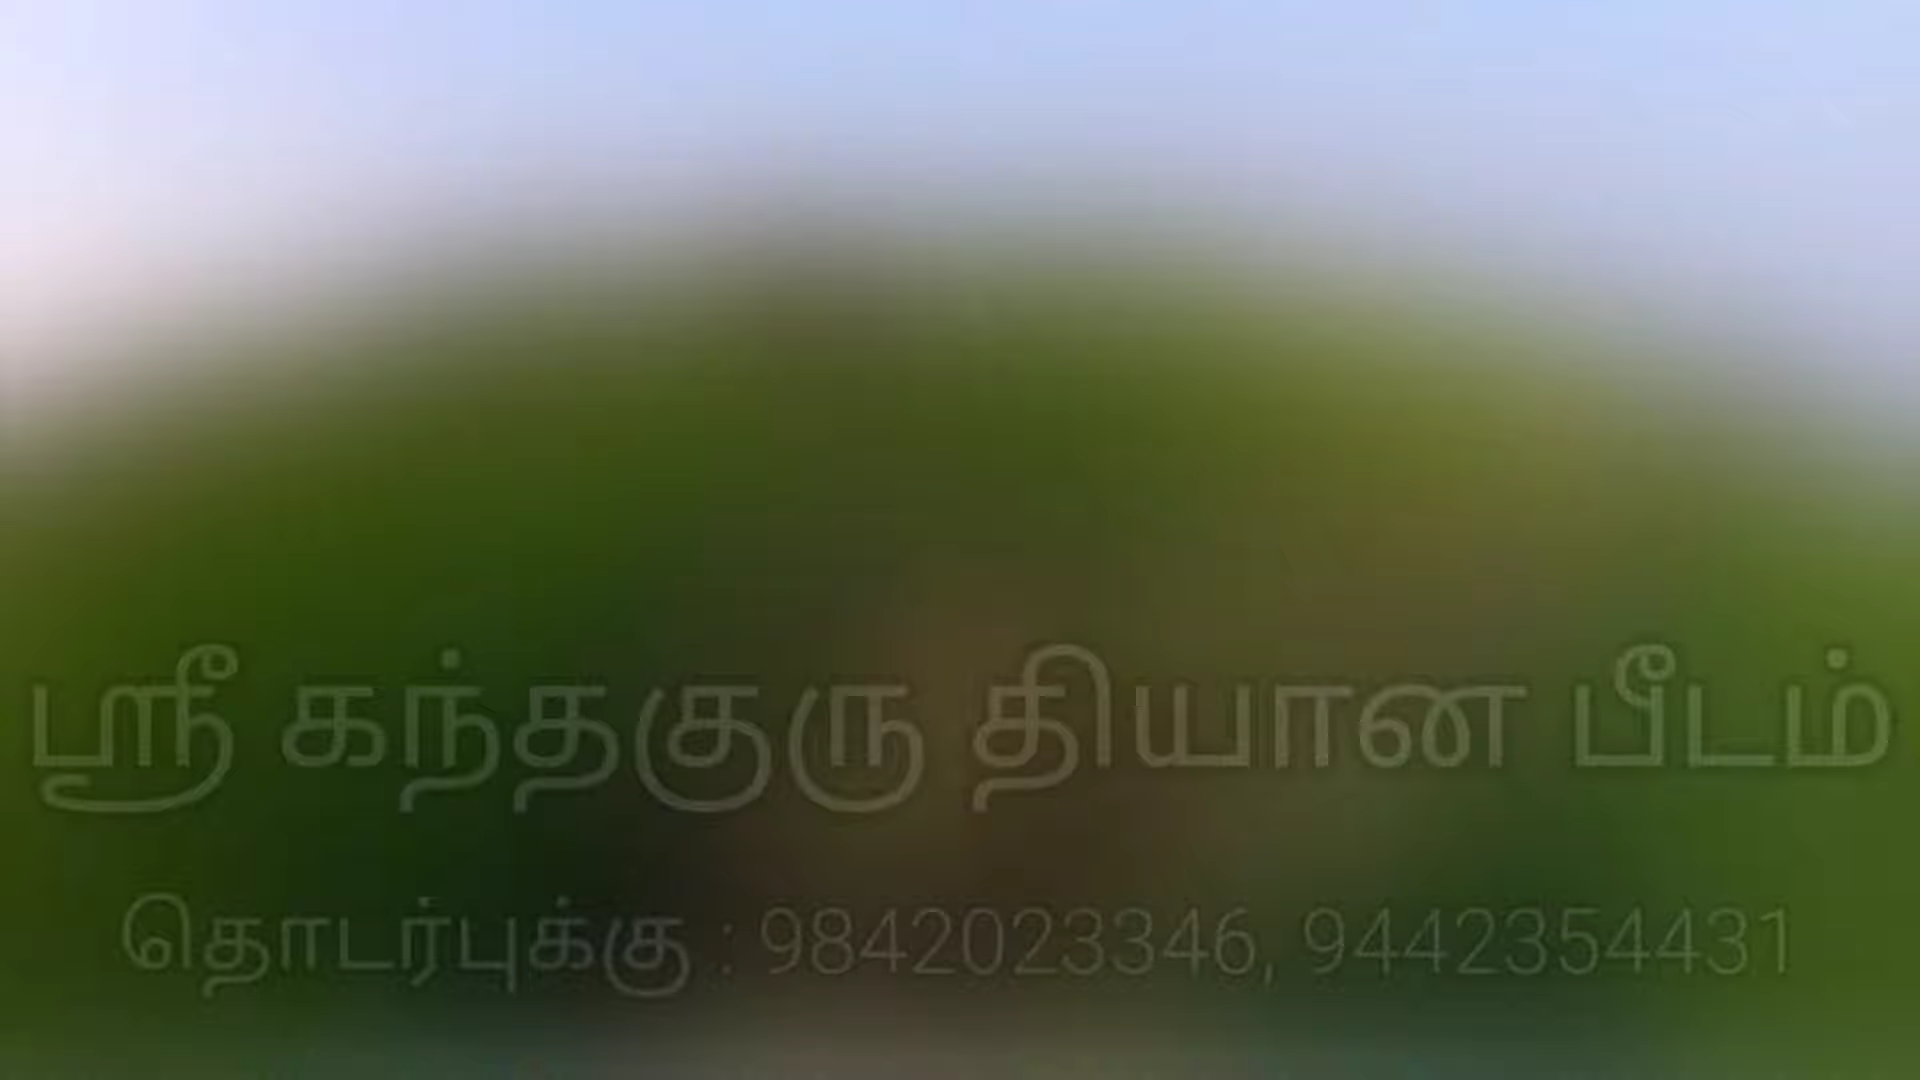 ஸ்ரீ கந்தகுரு தியான பீடம்
தொடர்புக்கு : 9842023346, 9442354431